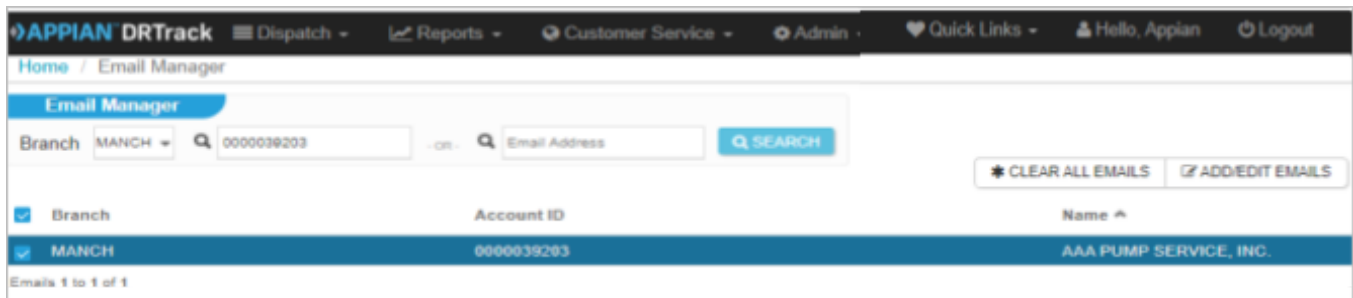 APPIAN DRTrack Dispatch Reports Customer Service Admin Quick Links Hello, Appian Logout
Home / Email Manager
Email Manager
Branch MANCH 0000039203 - OR - Email Address SEARCH
CLEAR ALL EMAILS ADD/EDIT EMAILS
Branch Account ID Name
MANCH 0000039203 AAA PUMP SERVICE, INC.
Emails 1 to 1 of 1